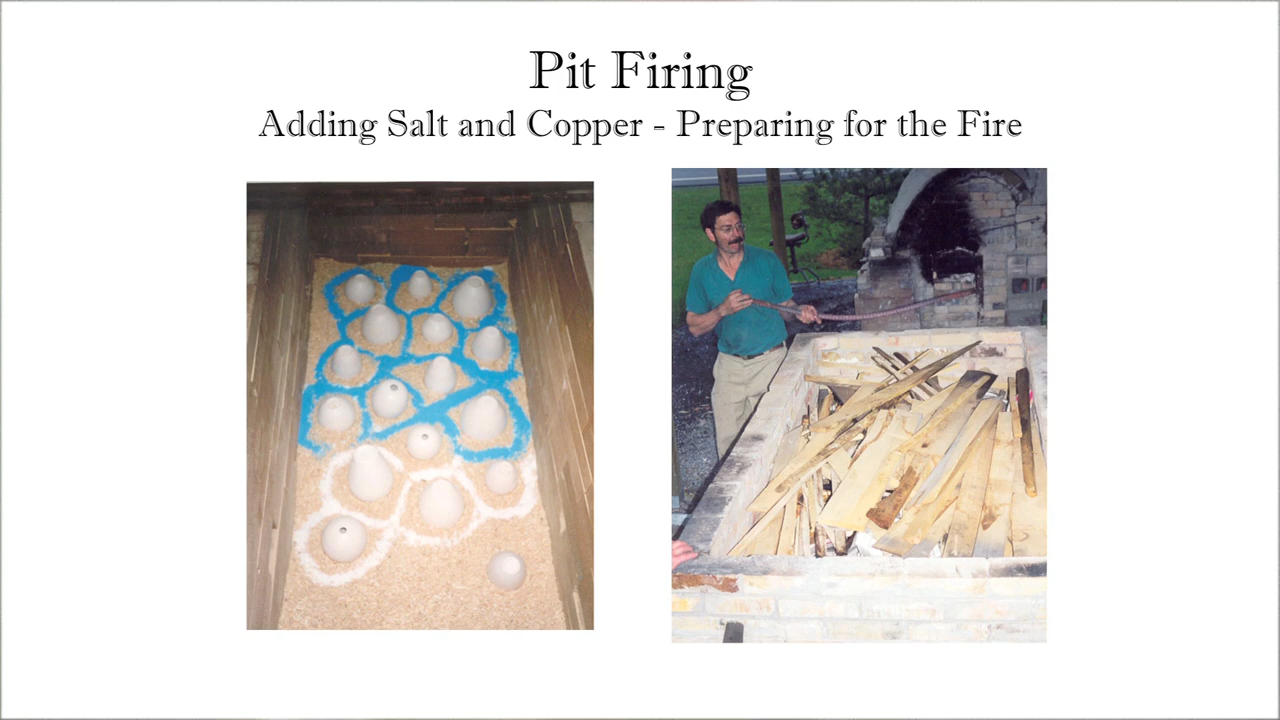 Pit Firing
Adding Salt and Copper - Preparing for the Fire